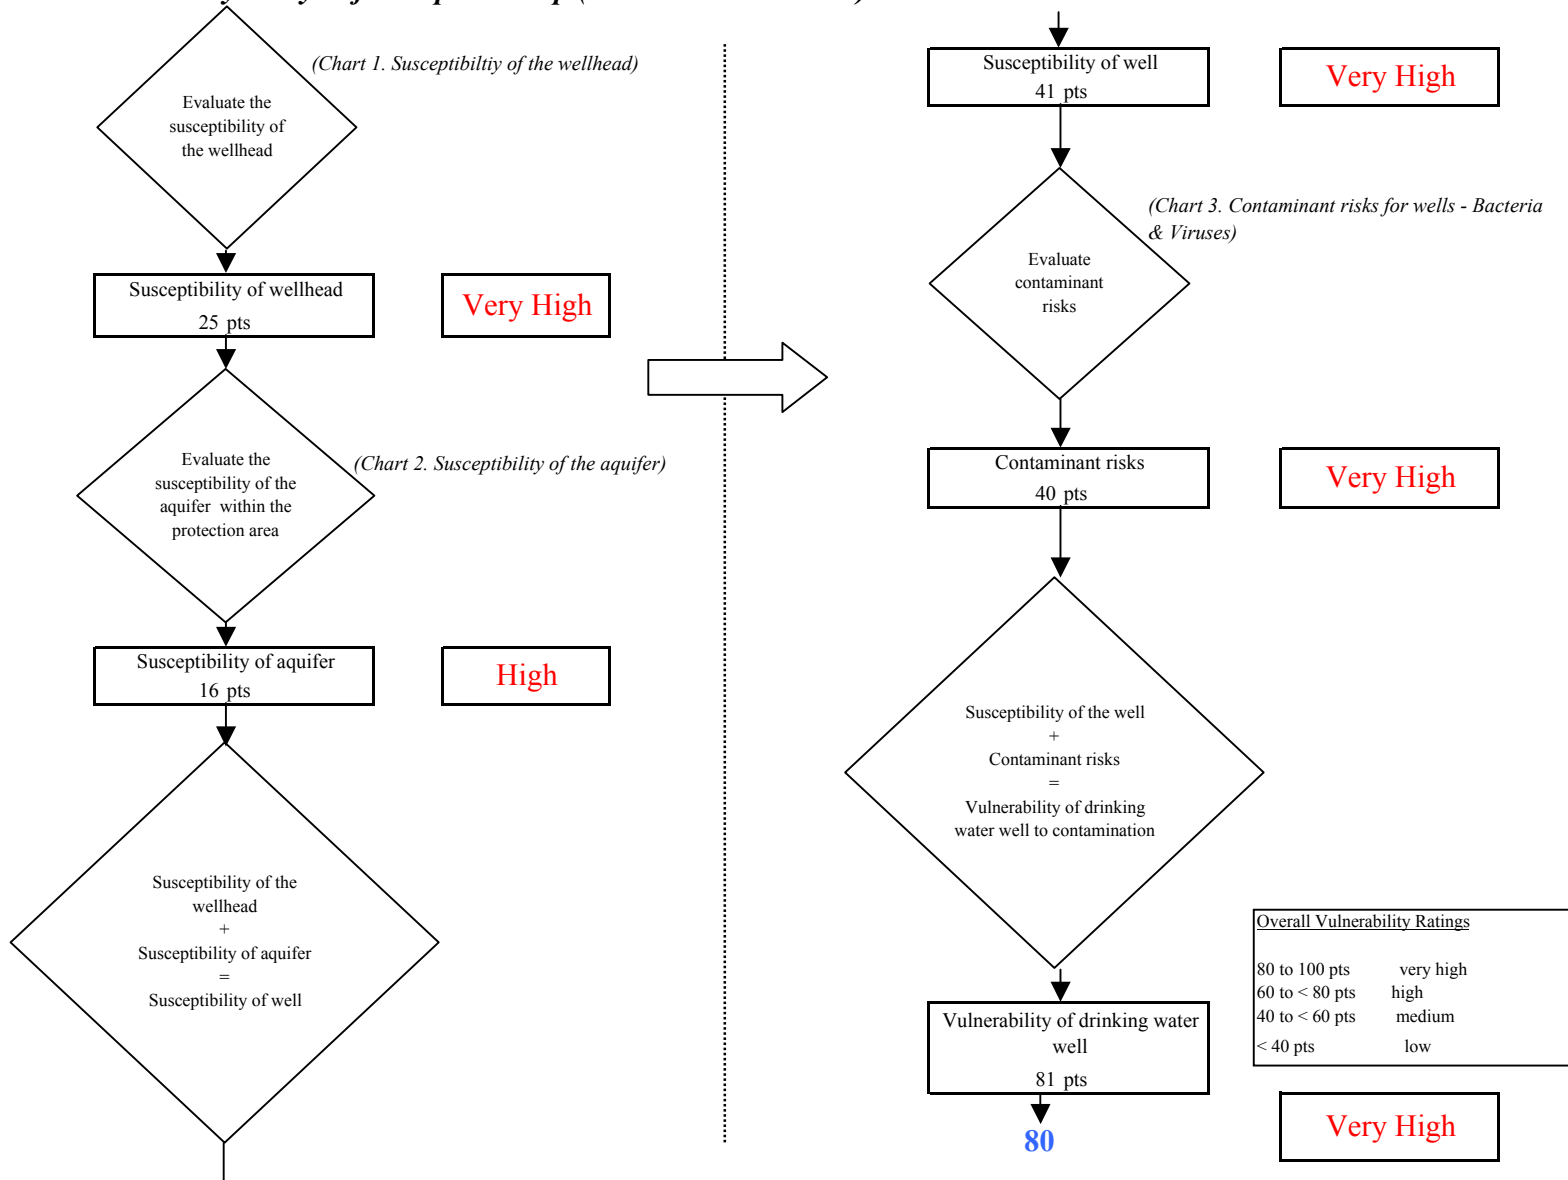 (Chart 1. Susceptibiltiy of the wellhead)
Evaluate the
susceptibility of
the wellhead
Susceptibility of wellhead
25 pts
Very High
Evaluate the
susceptibility of the
aquifer within the
protection area
(Chart 2. Susceptibility of the aquifer)
Susceptibility of aquifer
16 pts
High
Susceptibility of the
wellhead
+
Susceptibility of aquifer
=
Susceptibility of well
Susceptibility of well
41 pts
Very High
(Chart 3. Contaminant risks for wells - Bacteria
& Viruses)
Evaluate
contaminant
risks
Contaminant risks
40 pts
Very High
Susceptibility of the well
+
Contaminant risks
=
Vulnerability of drinking
water well to contamination
Overall Vulnerability Ratings
80 to 100 pts very high
60 to < 80 pts high
40 to < 60 pts medium
< 40 pts low
Vulnerability of drinking water
well
81 pts
Very High
80